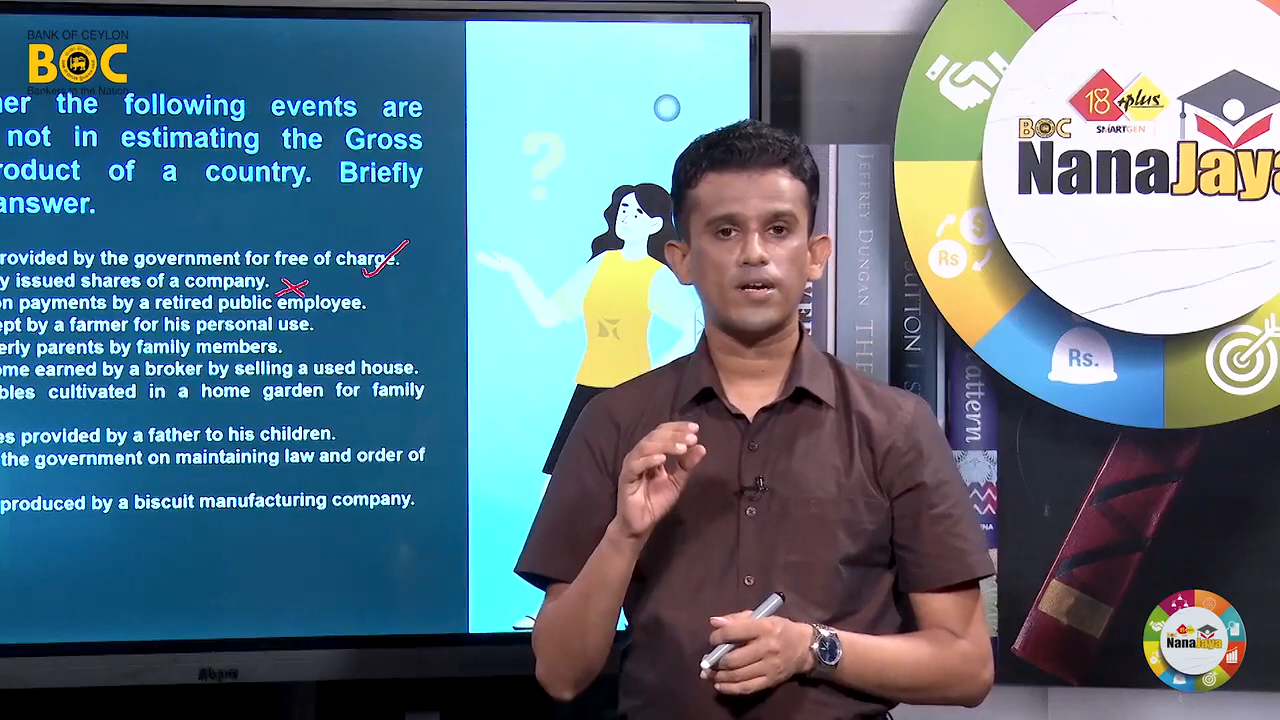 BANK OF CEYLON
BOC
Bankers to the Nation
her the following events are
not in estimating the Gross
roduct of a country. Briefly
answer.
rovided by the government for free of charge.
y issued shares of a company.
on payments by a retired public employee.
ept by a farmer for his personal use.
erly parents by family members.
ome earned by a broker by selling a used house.
bles cultivated in a home garden for family
es provided by a father to his children.
the government on maintaining law and order of
produced by a biscuit manufacturing company.
JEFFREY DUNGAN THE
SUTTON
attern
18 +plus
BOC SMARTGEN
NanaJaya
Rs
$
Rs.
NanaJaya